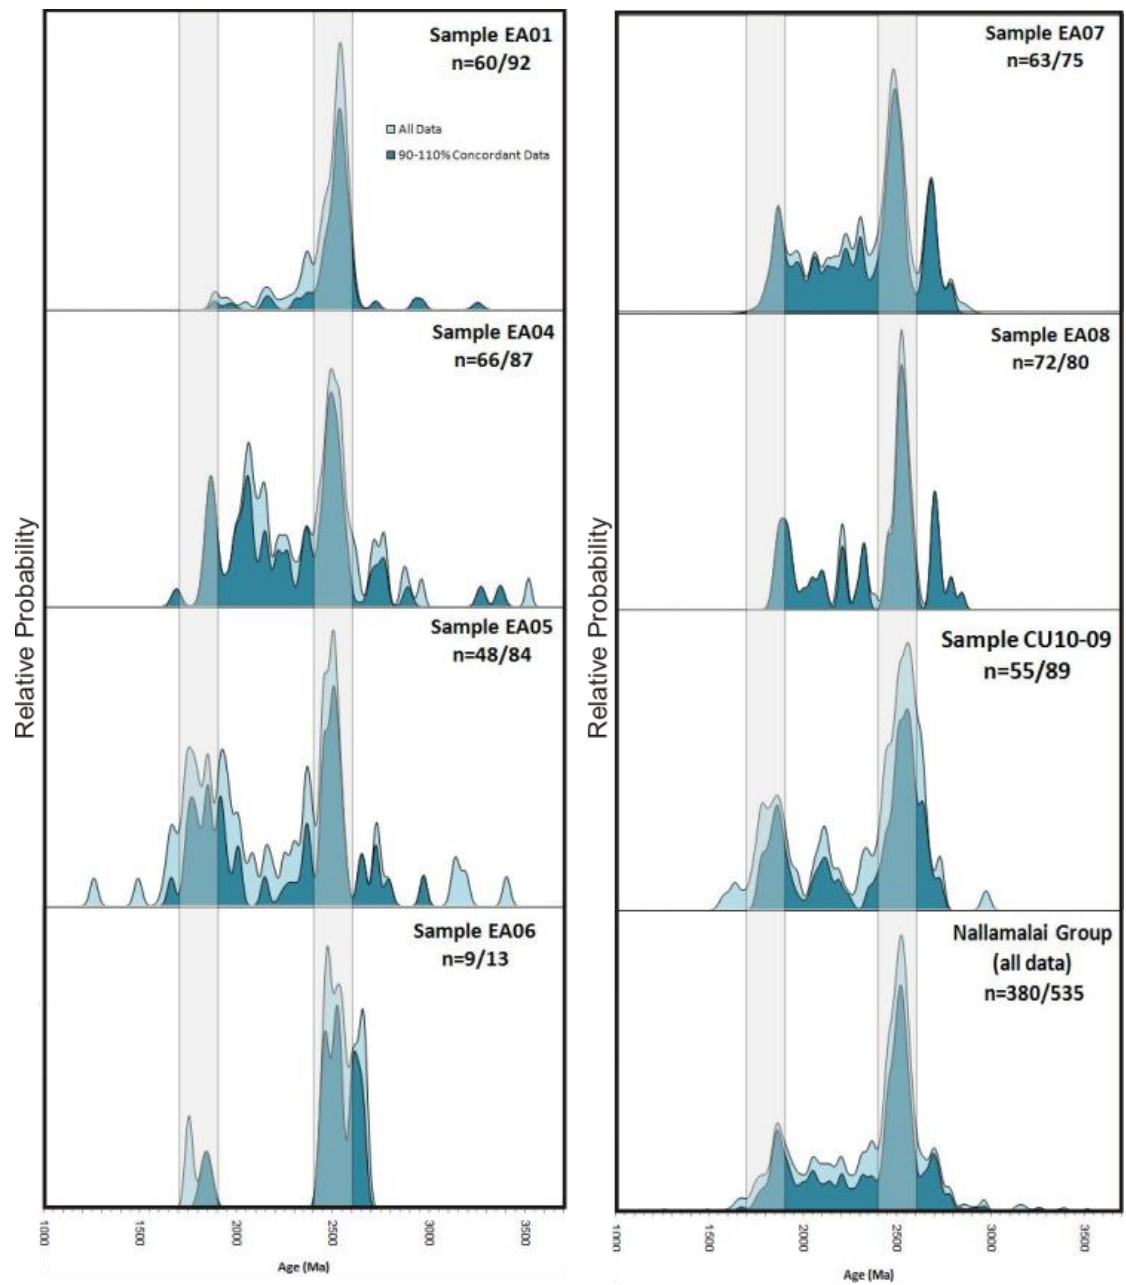 Sample EA01
n=60/92
All Data
90-110% Concordant Data
Sample EA04
n=66/87
Sample EA05
n=48/84
Sample EA06
n=9/13
Relative Probability
1000
1500
2000
2500
3000
3500
Age (Ma)
Sample EA07
n=63/75
Sample EA08
n=72/80
Sample CU10-09
n=55/89
Nallamalai Group
(all data)
n=380/535
Relative Probability
1000
1500
2000
2500
3000
3500
Age (Ma)